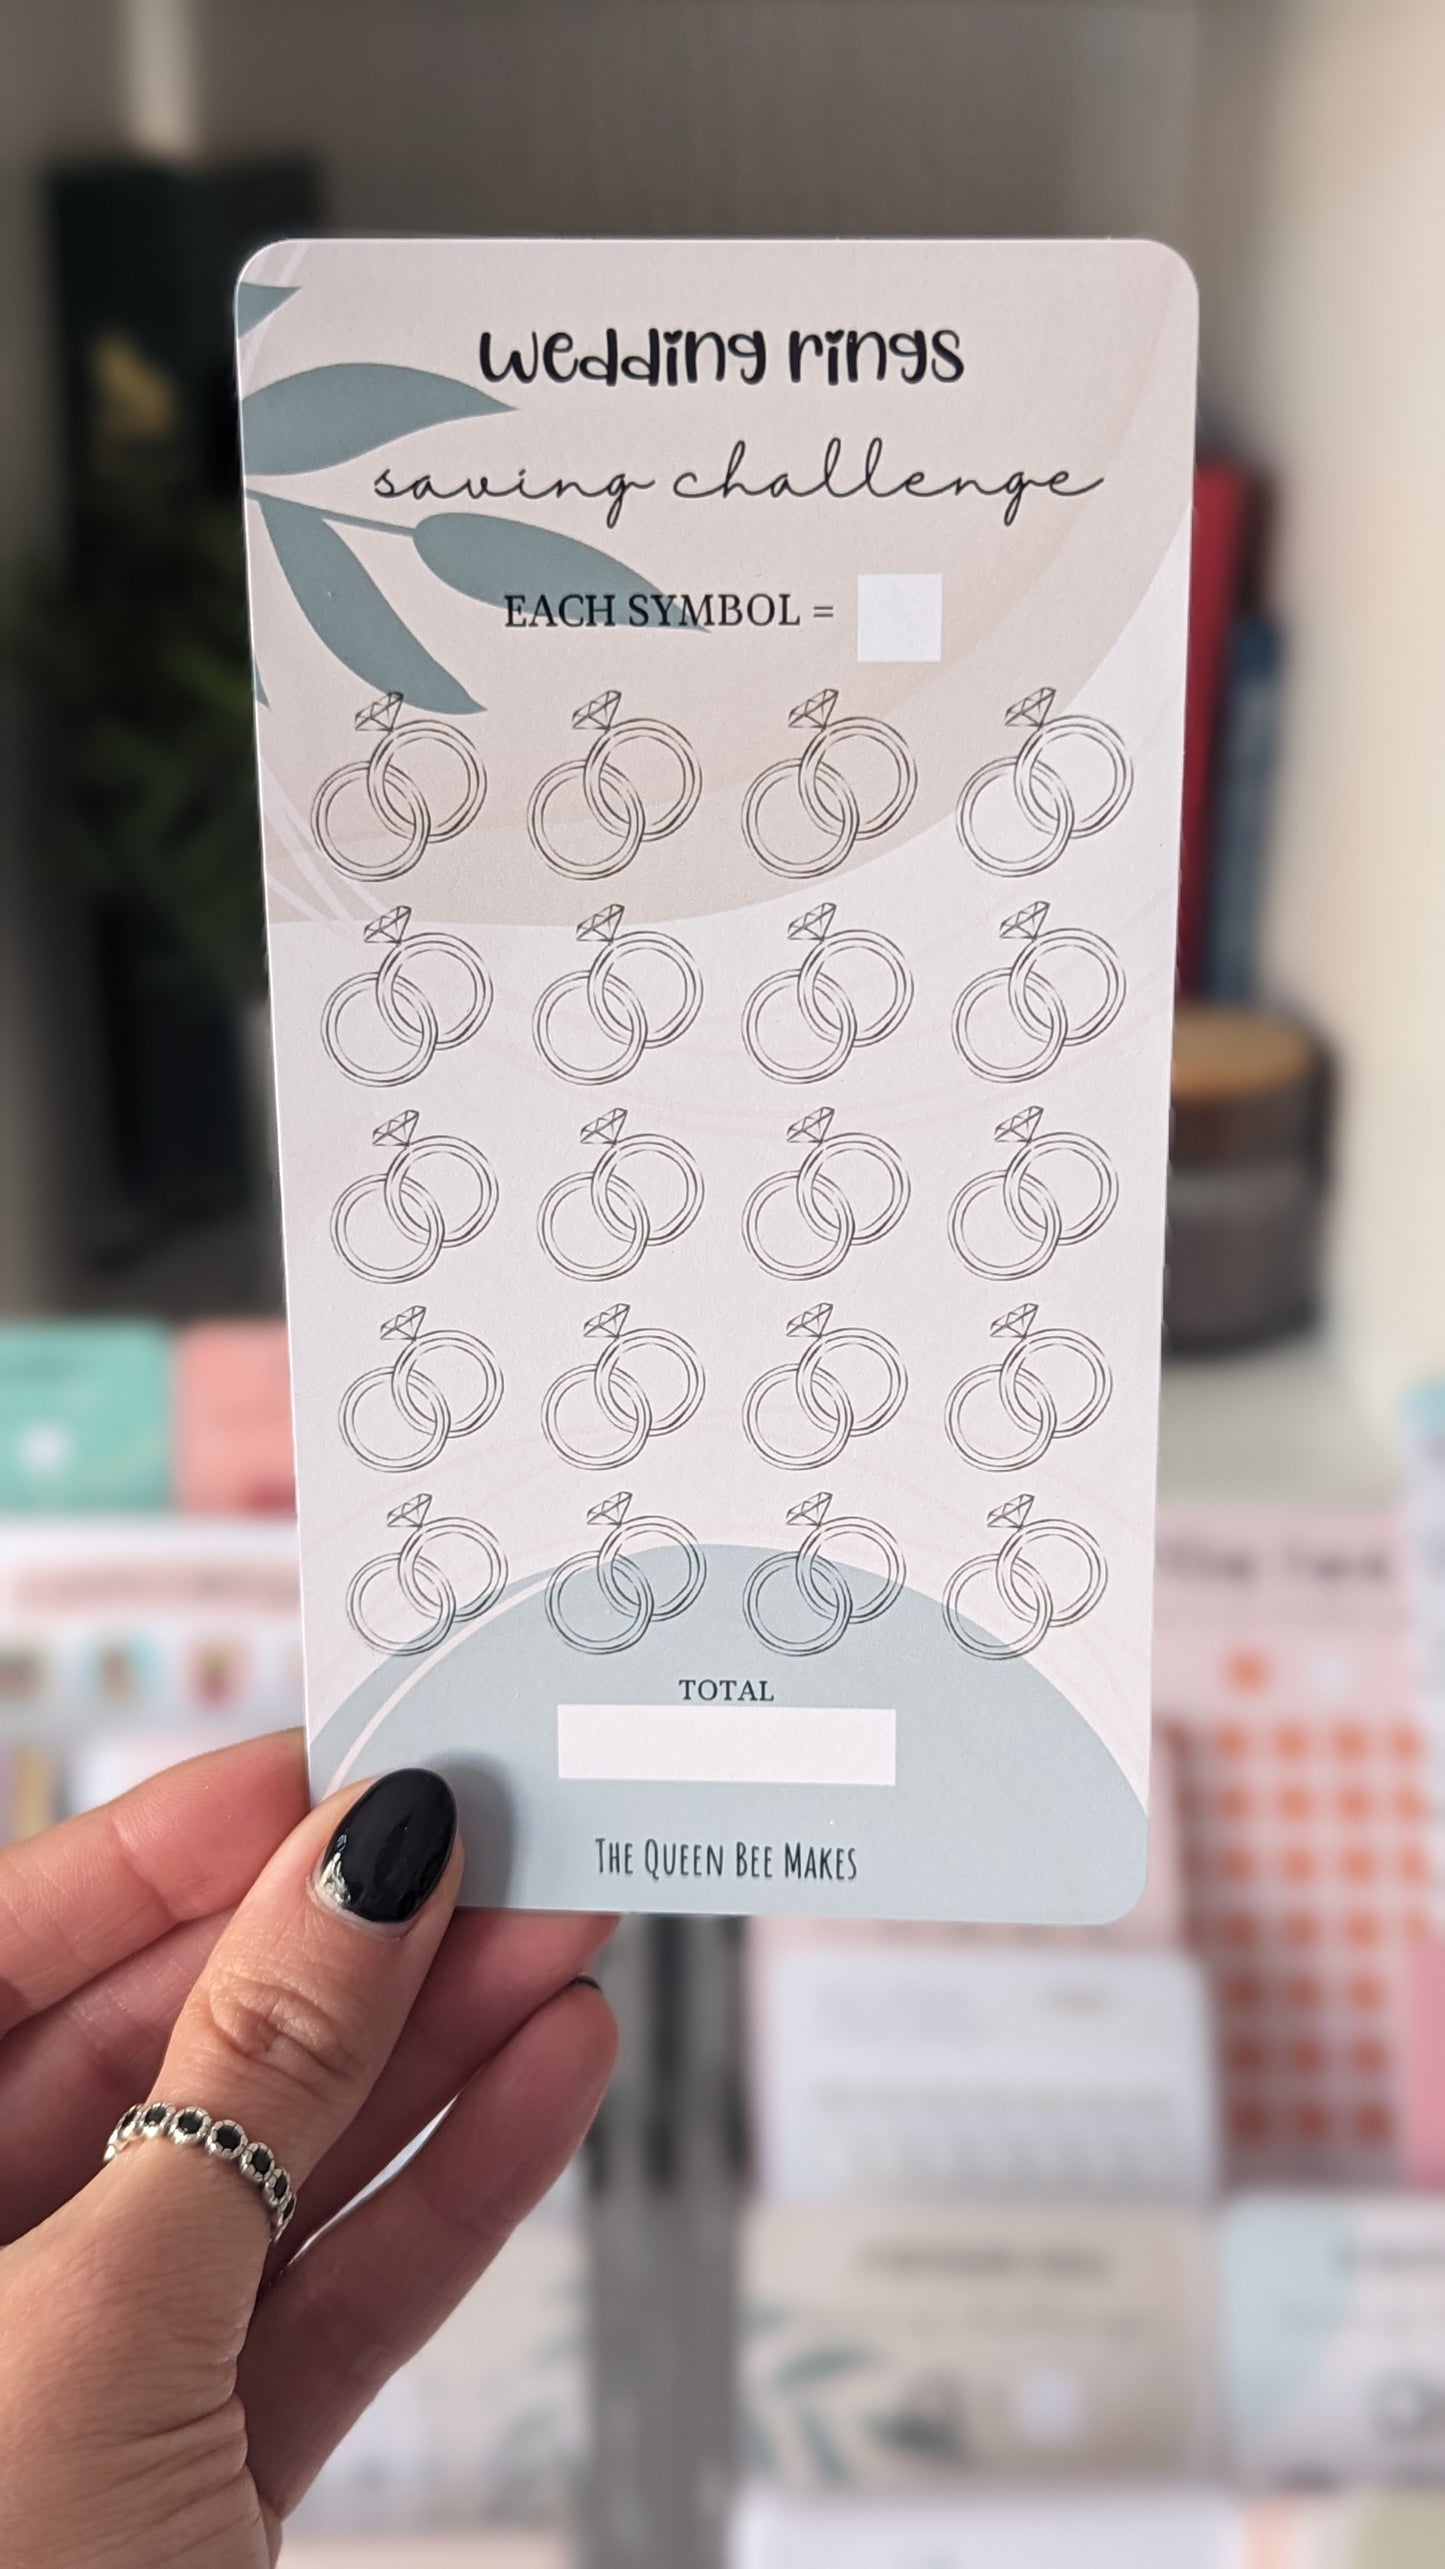 wedding rings
saving challenge
EACH SYMBOL =
TOTAL
THE QUEEN BEE MAKES